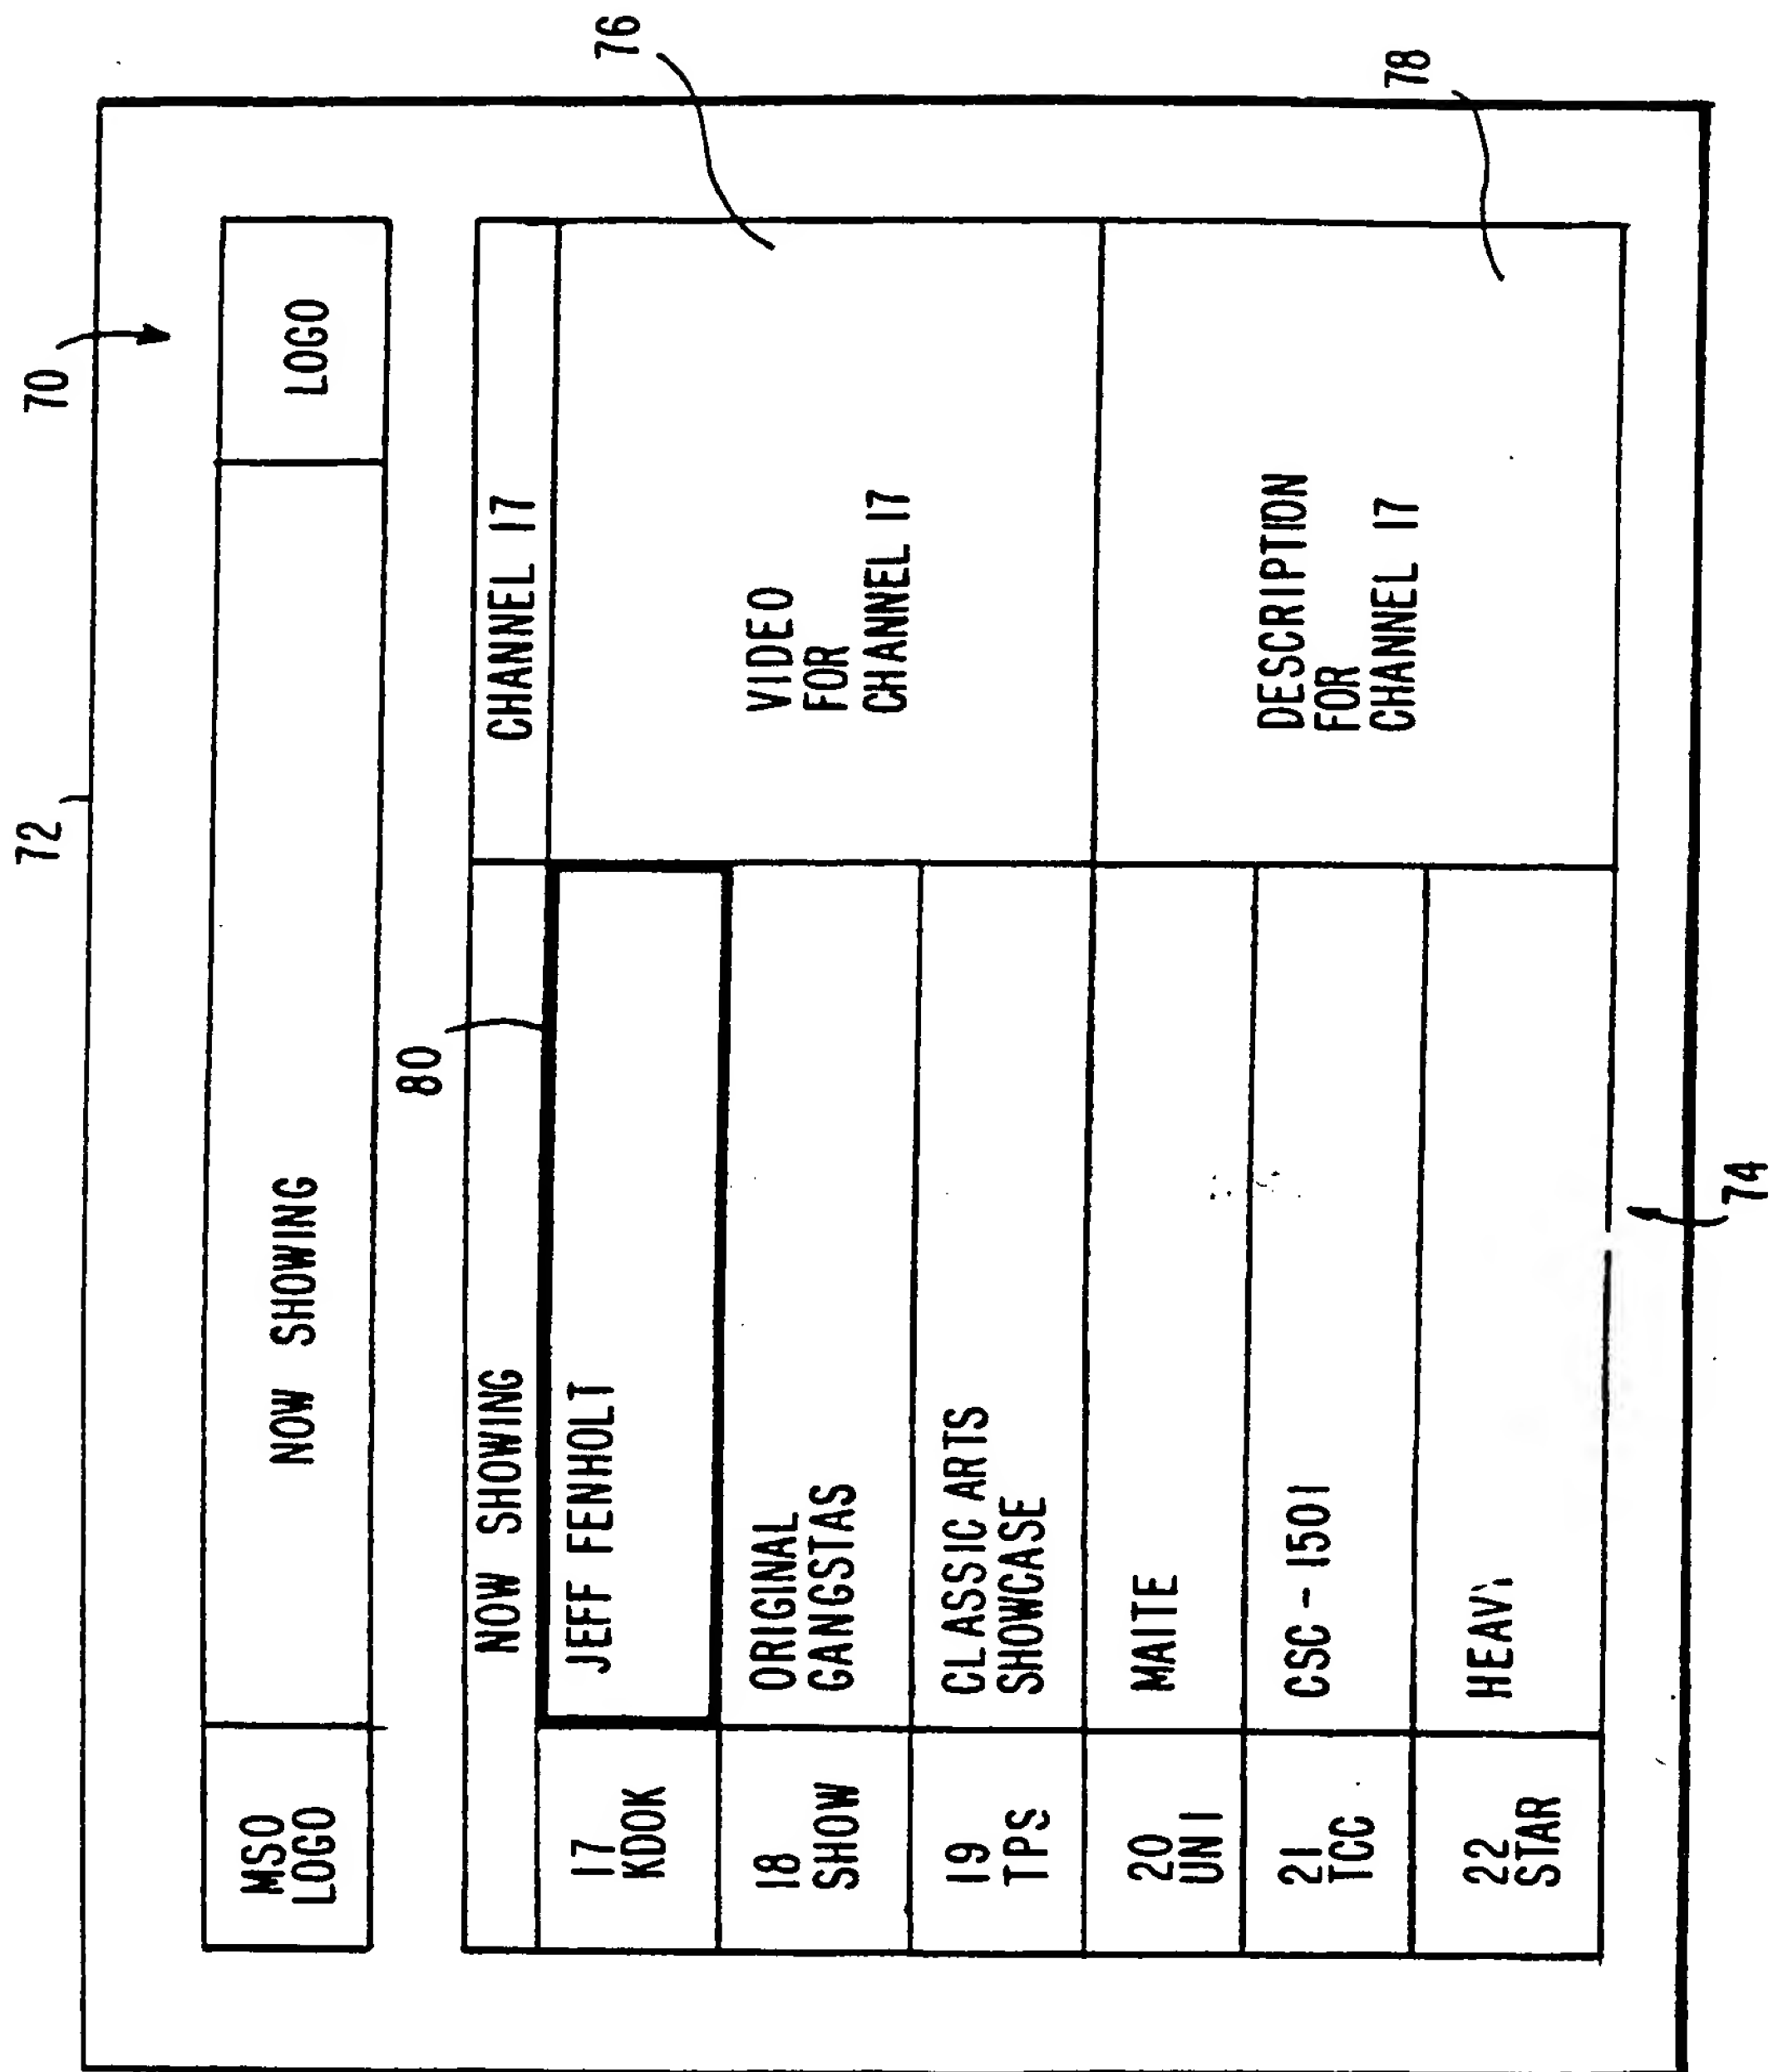 70
72
MSO
LOGO
NOW SHOWING
LOGO
80
NOW SHOWING
CHANNEL 17
17
KDOK
JEFF FENHOLT
VIDEO
FOR
CHANNEL 17
76
18
SHOW
ORIGINAL
GANGSTAS
19
TPS
CLASSIC ARTS
SHOWCASE
20
UNI
MAITE
DESCRIPTION
FOR
CHANNEL 17
78
21
TCC
CSC - 1501
22
STAR
74